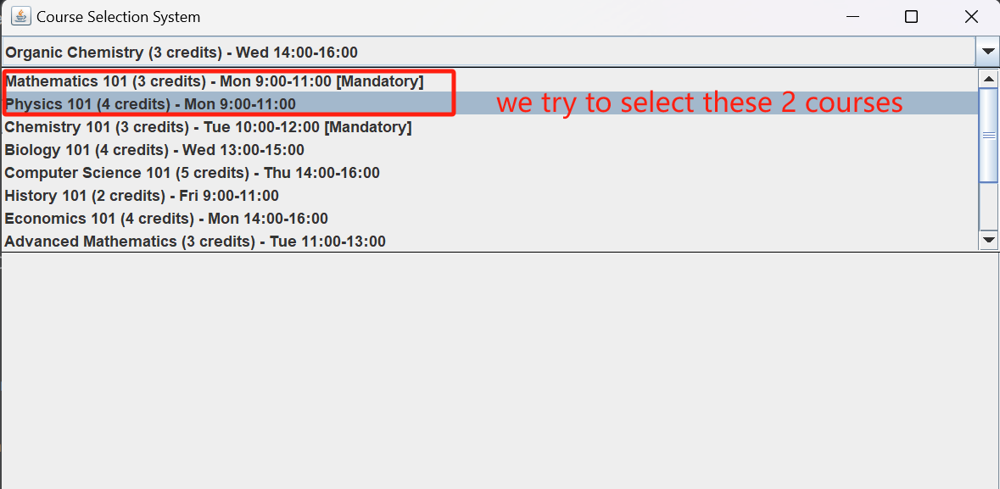 Course Selection System
Organic Chemistry (3 credits) - Wed 14:00-16:00
Mathematics 101 (3 credits) - Mon 9:00-11:00 [Mandatory]
Physics 101 (4 credits) - Mon 9:00-11:00
we try to select these 2 courses
Chemistry 101 (3 credits) - Tue 10:00-12:00 [Mandatory]
Biology 101 (4 credits) - Wed 13:00-15:00
Computer Science 101 (5 credits) - Thu 14:00-16:00
History 101 (2 credits) - Fri 9:00-11:00
Economics 101 (4 credits) - Mon 14:00-16:00
Advanced Mathematics (3 credits) - Tue 11:00-13:00